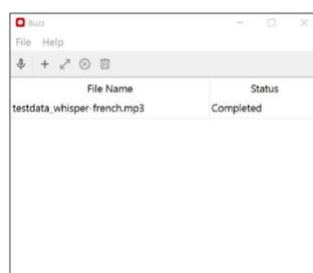 Buzz
File Help
File Name Status
testdata_whisper-french.mp3 Completed